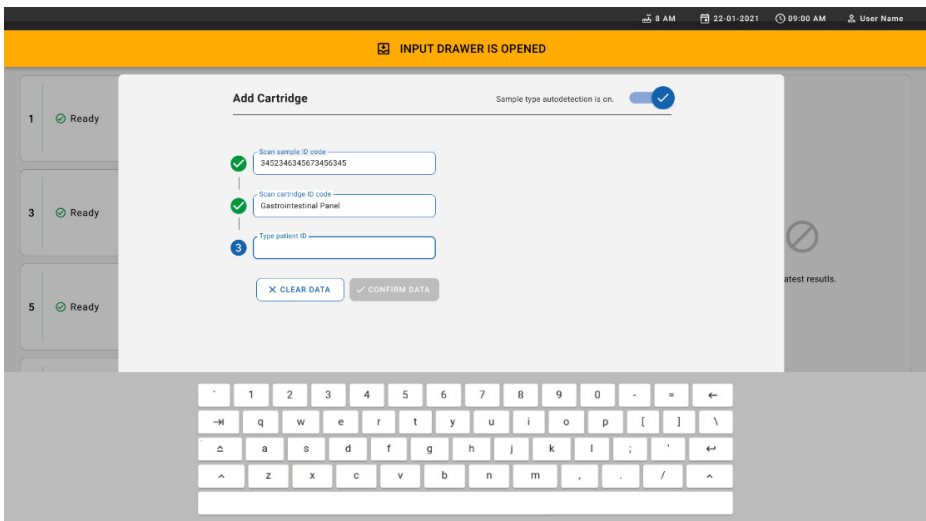 8 AM 22-01-2021 09:00 AM User Name
INPUT DRAWER IS OPENED
Add Cartridge
Sample type autodetection is on.
1 Ready
Scan sample ID code
3452346345673456345
Scan cartridge ID code
Gastrointestinal Panel
3 Ready
Type patient ID
3
atest resutls.
CLEAR DATA
CONFIRM DATA
5 Ready
` 1 2 3 4 5 6 7 8 9 0 - =
q w e r t y u i o p [ ] \
a s d f g h j k l ; '
z x c v b n m , . /